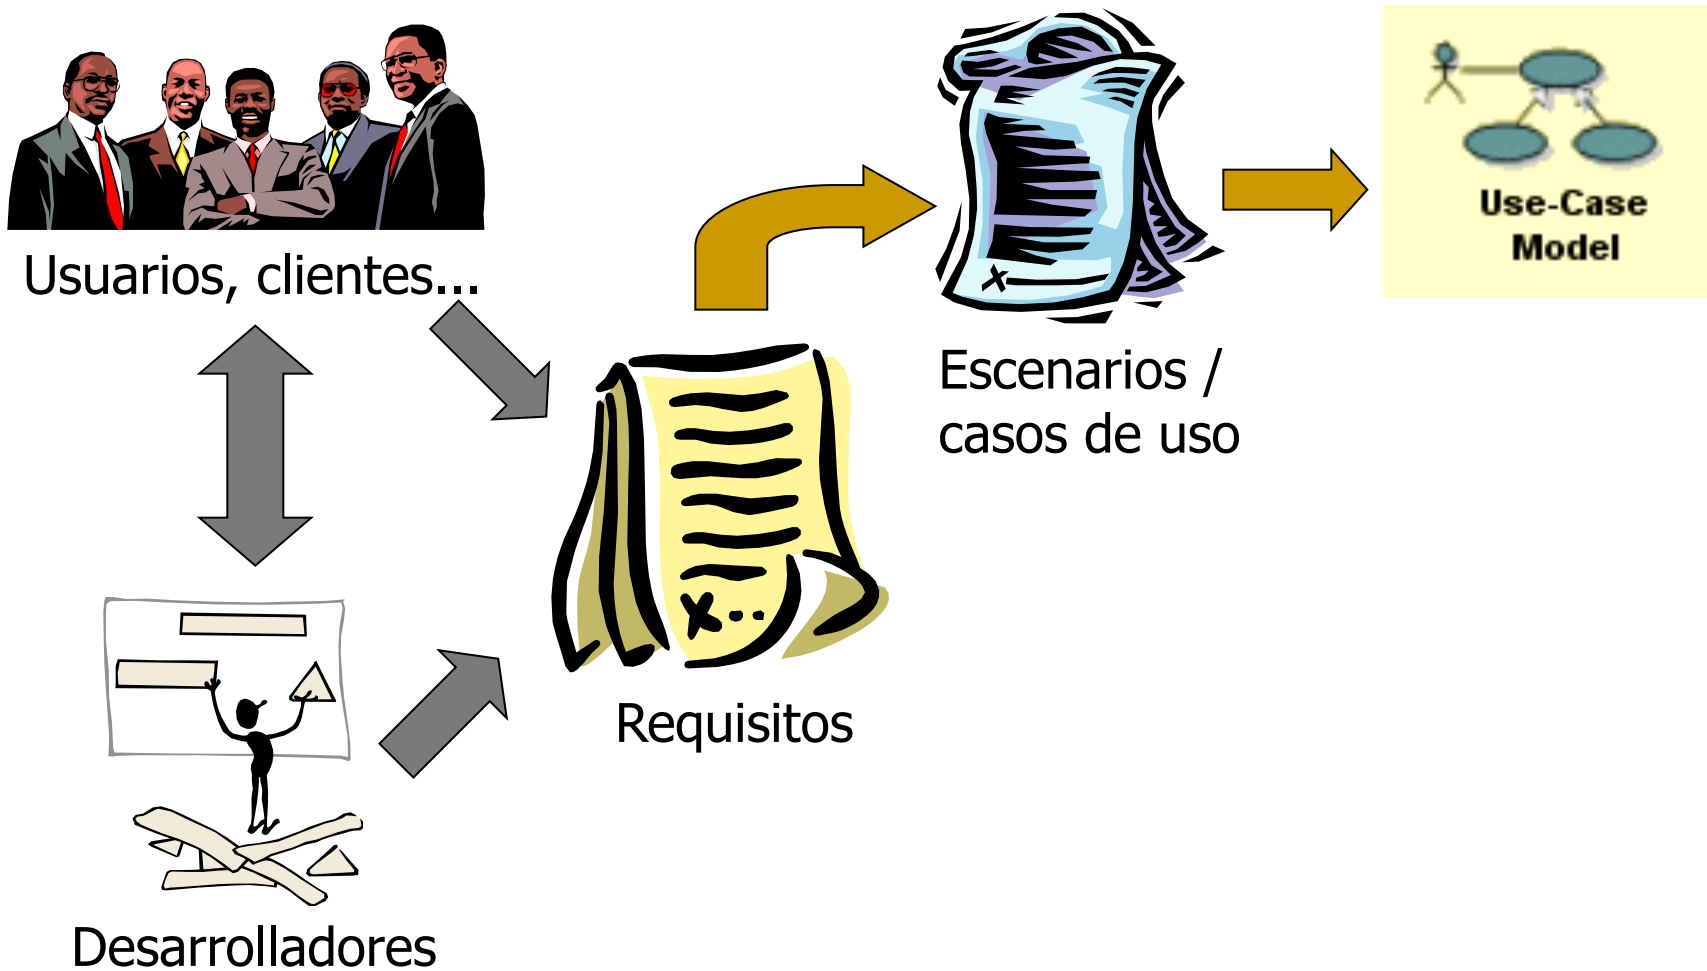 Usuarios, clientes...
Escenarios /
casos de uso
Use-Case
Model
Requisitos
Desarrolladores